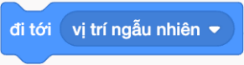 đi tới vị trí ngẫu nhiên